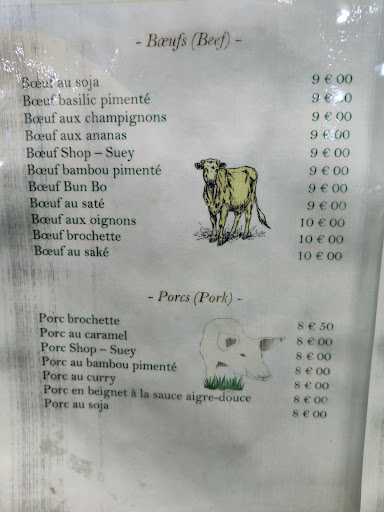 - Bœufs (Beef) -
Bœuf au soja 9 € 00
Bœuf basilic pimenté 9 €
Bœuf aux champignons 9 € 00
Bœuf aux ananas 9 € 00
Bœuf Shop – Suey 9 € 00
Bœuf bambou pimenté 9 € 00
Bœuf Bun Bo 9 € 00
Bœuf au saté 9 € 00
Bœuf aux oignons 10 € 00
Bœuf brochette 10 € 00
Bœuf au saké 10 € 00
- Porcs (Pork) -
Porc brochette 8 € 50
Porc au caramel 8 € 00
Porc Shop – Suey 8 € 00
Porc au bambou pimenté 8 € 00
Porc au curry 8 € 00
Porc en beignet à la sauce aigre-douce 8 € 00
Porc au soja 8 € 00